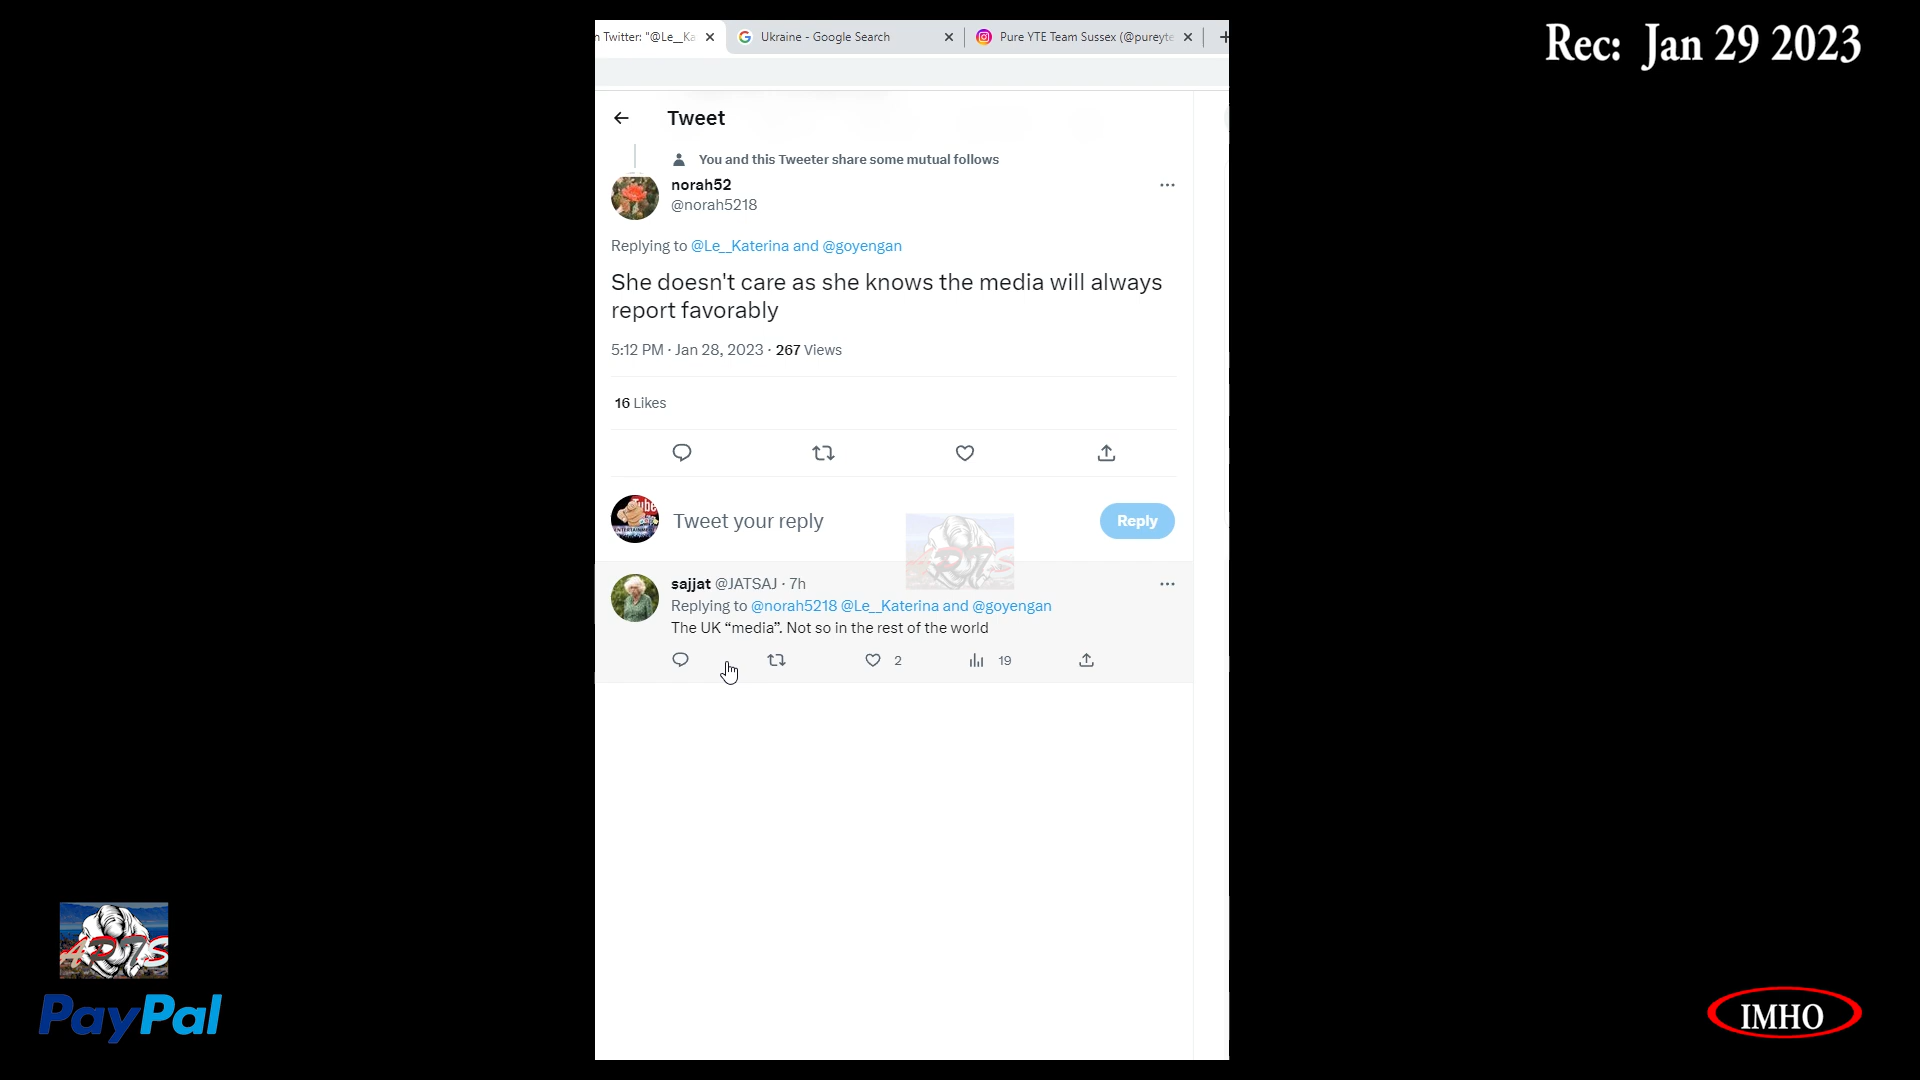 Rec: Jan 29 2023
n Twitter: "@Le__Ka
Ukraine - Google Search
Pure YTE Team Sussex (@pureyte
Tweet
You and this Tweeter share some mutual follows
norah52
@norah5218
Replying to @Le__Katerina and @goyengan
She doesn't care as she knows the media will always
report favorably
5:12 PM · Jan 28, 2023 · 267 Views
16 Likes
Tweet your reply
Reply
sajjat @JATSAJ · 7h
Replying to @norah5218 @Le__Katerina and @goyengan
The UK “media”. Not so in the rest of the world
2
19
PayPal
IMHO